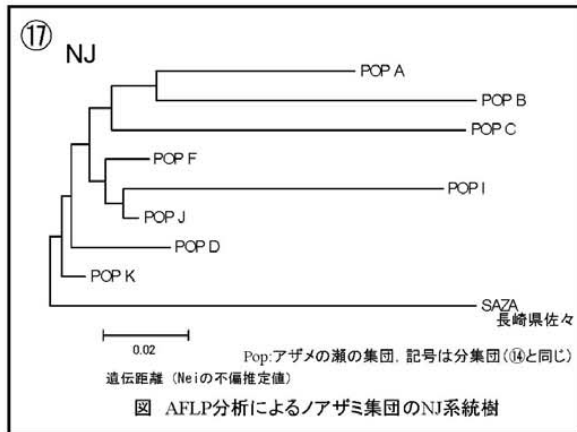 ⑰
NJ
POP A
POP B
POP C
POP F
POP I
POP J
POP D
POP K
SAZA
長崎県佐々
0.02
Pop:アザメの瀬の集団, 記号は分集団(⑭と同じ)
遺伝距離 (Neiの不偏推定値)
図 AFLP分析によるノアザミ集団のNJ系統樹